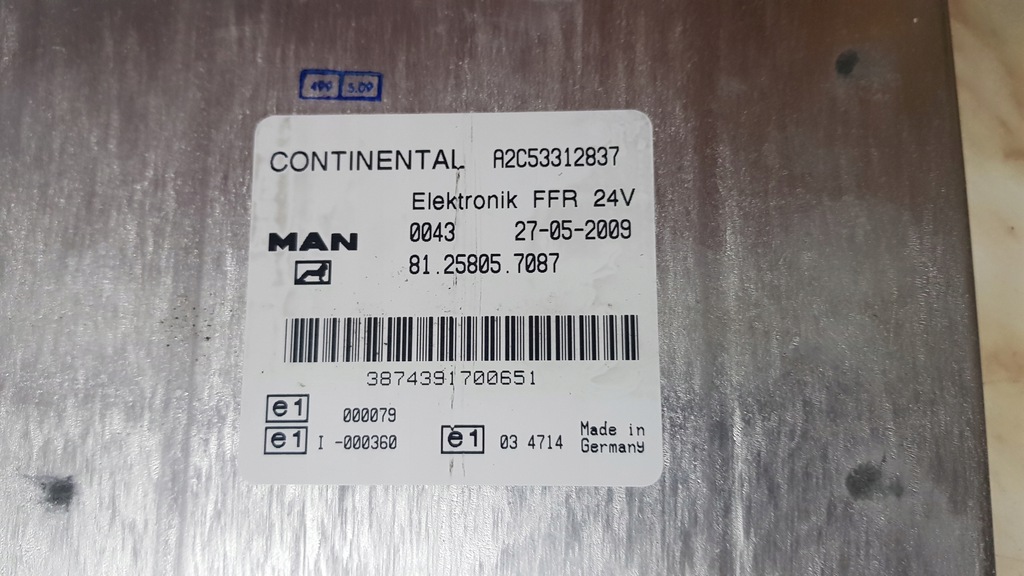 499 5.09
CONTINENTAL A2C53312837
Elektronik FFR 24V
MAN 0043 27-05-2009
81.25805.7087
3874391700651
e1 000079
e1 I -000360 e1 03 4714 Made in
Germany